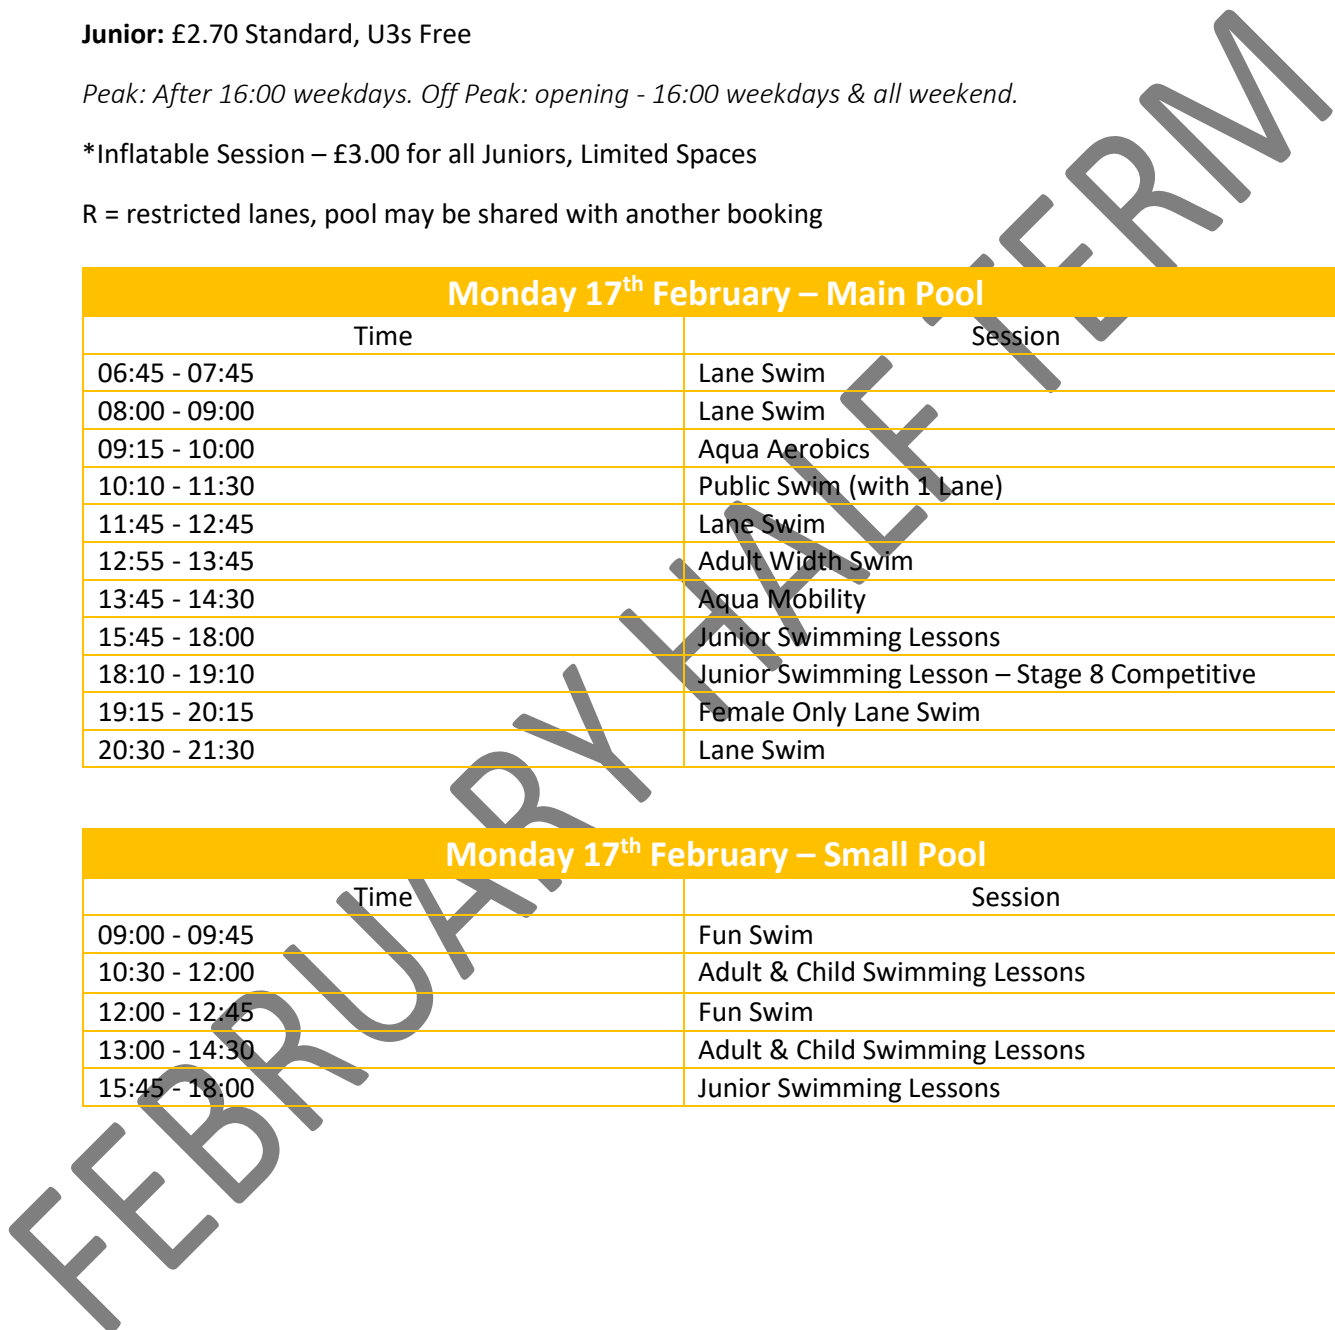 Junior: £2.70 Standard, U3s Free
Peak: After 16:00 weekdays. Off Peak: opening - 16:00 weekdays & all weekend.
*Inflatable Session – £3.00 for all Juniors, Limited Spaces
R = restricted lanes, pool may be shared with another booking
Monday 17th February – Main Pool
Time Session
06:45 - 07:45 Lane Swim
08:00 - 09:00 Lane Swim
09:15 - 10:00 Aqua Aerobics
10:10 - 11:30 Public Swim (with 1 Lane)
11:45 - 12:45 Lane Swim
12:55 - 13:45 Adult Width Swim
13:45 - 14:30 Aqua Mobility
15:45 - 18:00 Junior Swimming Lessons
18:10 - 19:10 Junior Swimming Lesson – Stage 8 Competitive
19:15 - 20:15 Female Only Lane Swim
20:30 - 21:30 Lane Swim
Monday 17th February – Small Pool
Time Session
09:00 - 09:45 Fun Swim
10:30 - 12:00 Adult & Child Swimming Lessons
12:00 - 12:45 Fun Swim
13:00 - 14:30 Adult & Child Swimming Lessons
15:45 - 18:00 Junior Swimming Lessons
FEBRUARY HALF TERM